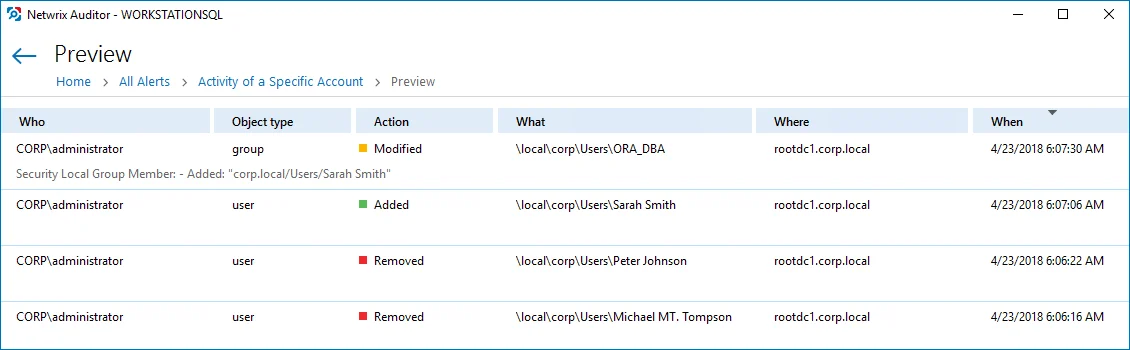 Netwrix Auditor - WORKSTATIONSQL
Preview
Home > All Alerts > Activity of a Specific Account > Preview
Who Object type Action What Where When
CORP\administrator group Modified \local\corp\Users\ORA_DBA rootdc1.corp.local 4/23/2018 6:07:30 AM
Security Local Group Member: - Added: "corp.local/Users/Sarah Smith"
CORP\administrator user Added \local\corp\Users\Sarah Smith rootdc1.corp.local 4/23/2018 6:07:06 AM
CORP\administrator user Removed \local\corp\Users\Peter Johnson rootdc1.corp.local 4/23/2018 6:06:22 AM
CORP\administrator user Removed \local\corp\Users\Michael MT. Tompson rootdc1.corp.local 4/23/2018 6:06:16 AM